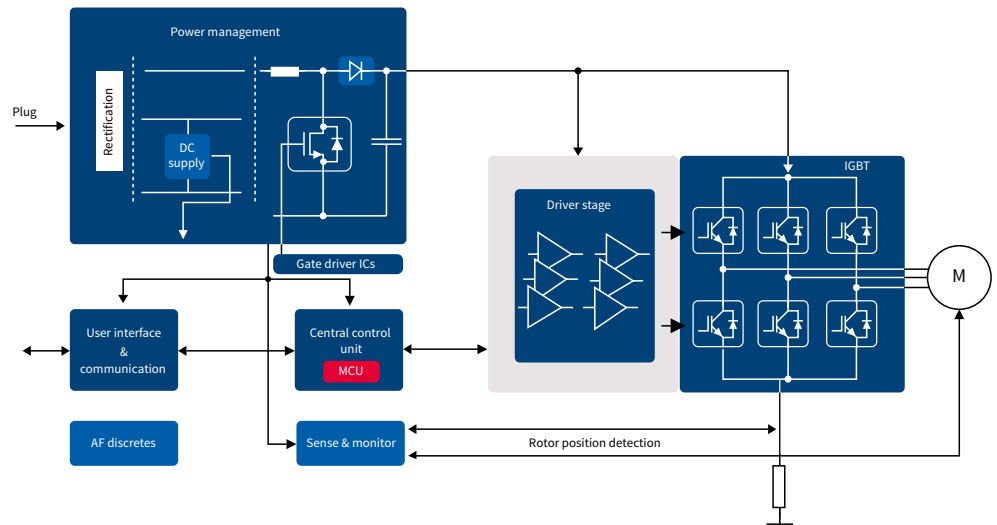 Power management
Plug
Rectification
DC
supply
IGBT
Driver stage
Gate driver ICs
M
User interface
&
communication
Central control
unit
MCU
AF discretes
Sense & monitor
Rotor position detection